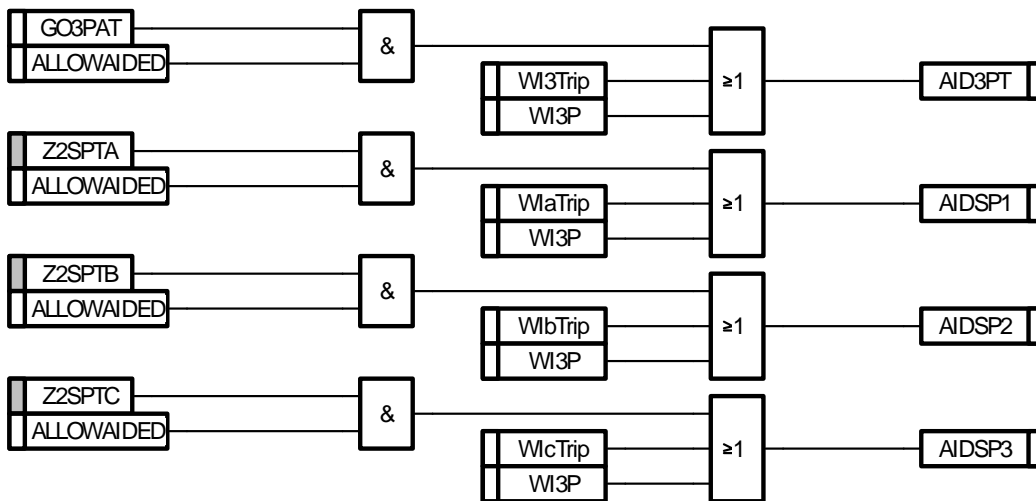 GO3PAT
ALLOWAIDED
&
WI3Trip
WI3P
≥1
AID3PT
Z2SPTA
ALLOWAIDED
&
WIaTrip
WI3P
≥1
AIDSP1
Z2SPTB
ALLOWAIDED
&
WIbTrip
WI3P
≥1
AIDSP2
Z2SPTC
ALLOWAIDED
&
WIcTrip
WI3P
≥1
AIDSP3